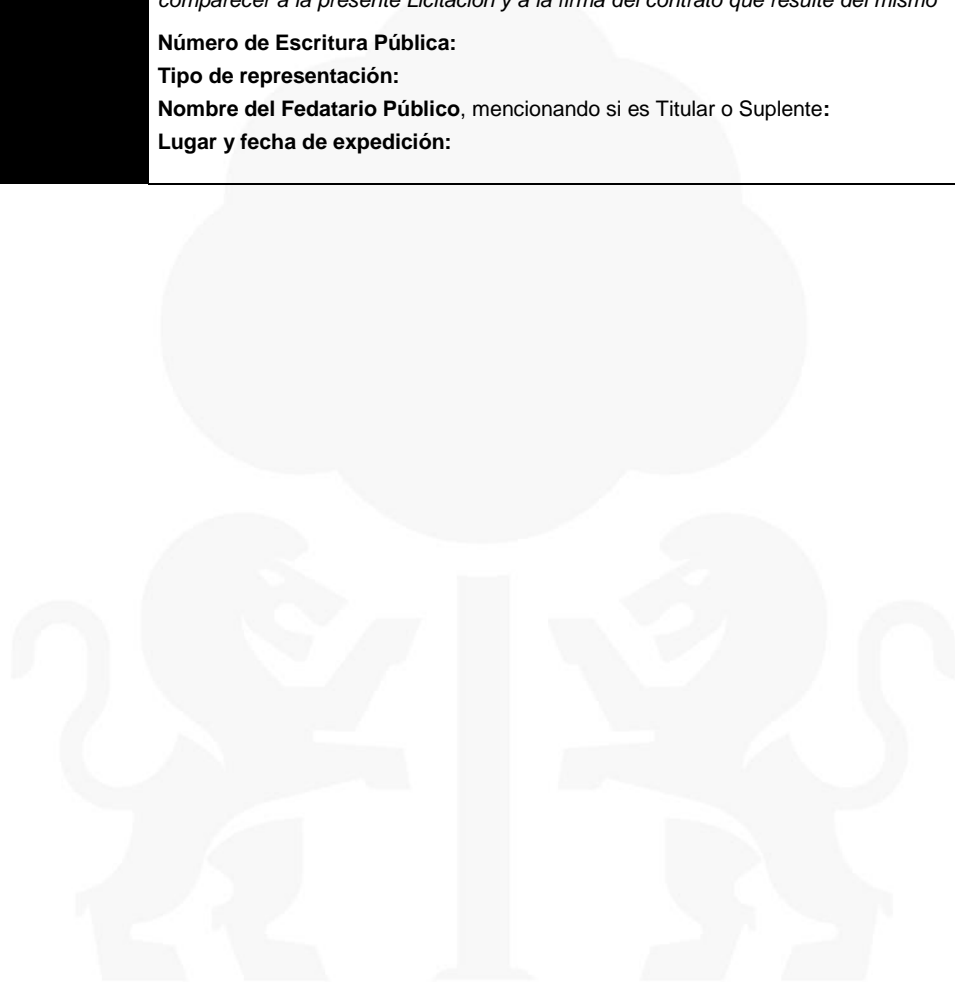 comparecer a la presente Licitación y a la firma del contrato que resulte del mismo
Número de Escritura Pública:
Tipo de representación:
Nombre del Fedatario Público, mencionando si es Titular o Suplente:
Lugar y fecha de expedición: